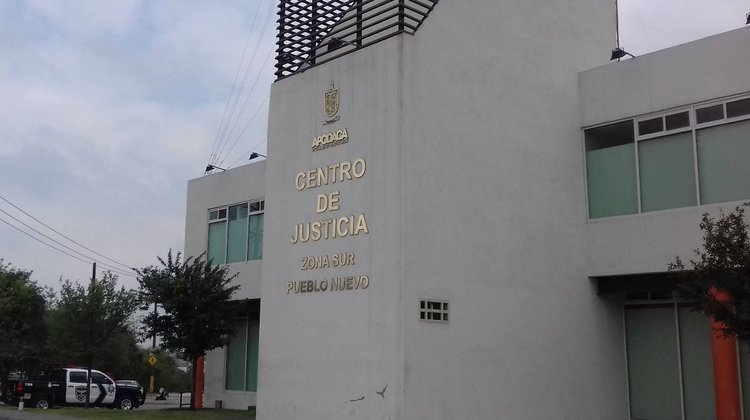 APODACA
CENTRO
DE
JUSTICIA
ZONA SUR
PUEBLO NUEVO